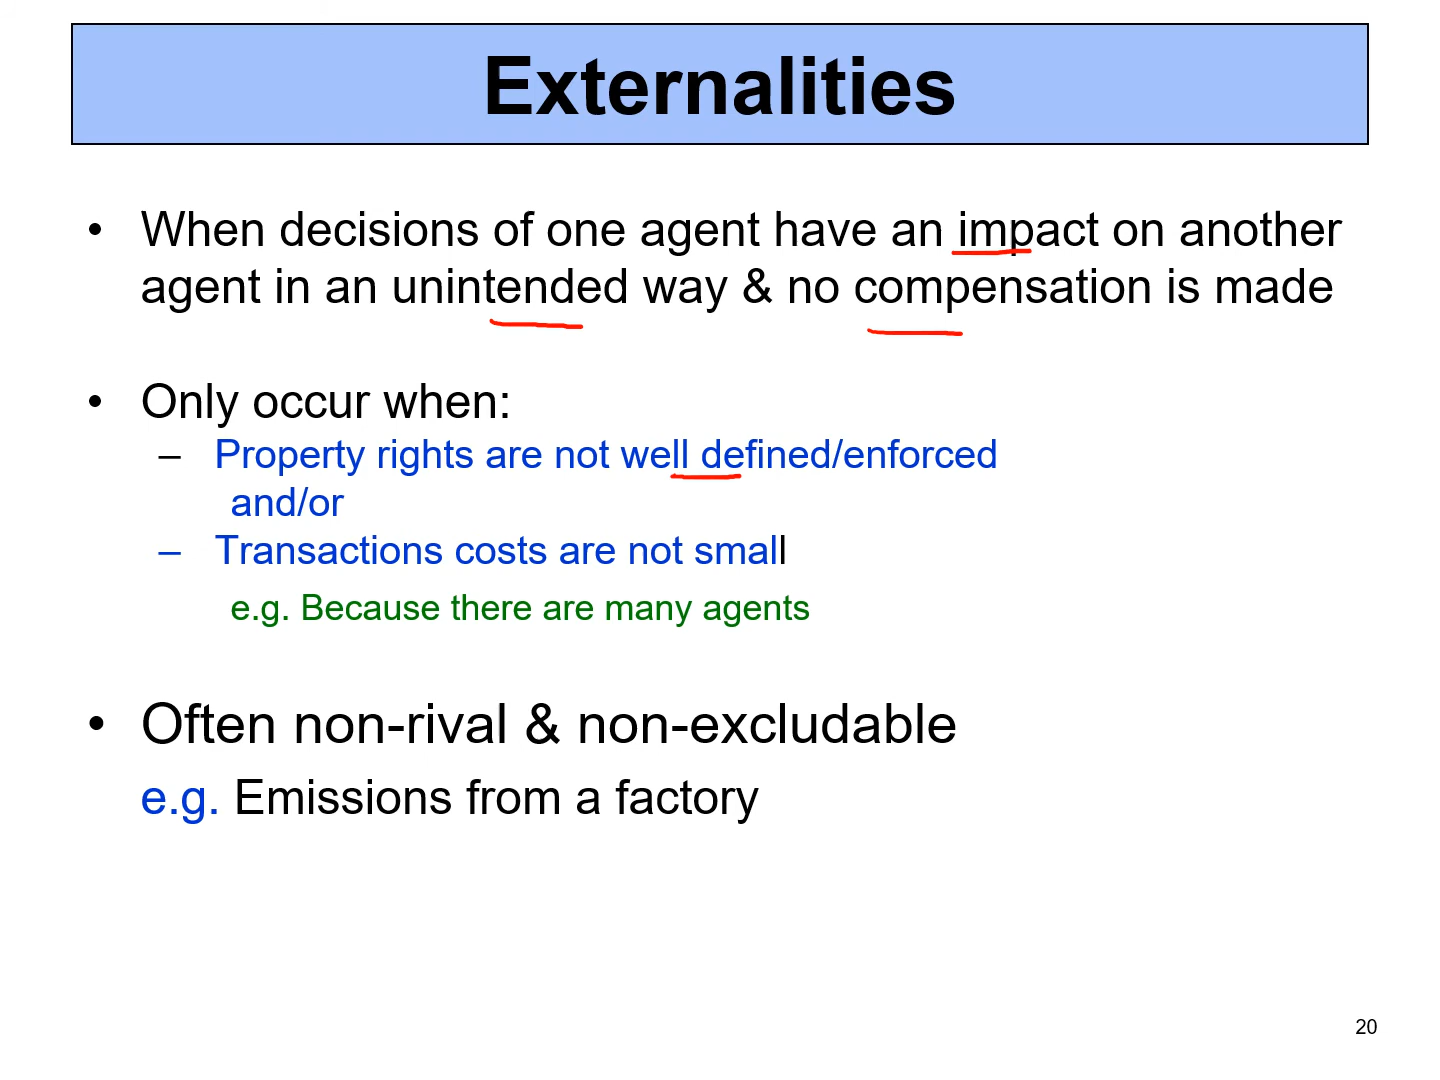 Externalities
• When decisions of one agent have an impact on another
agent in an unintended way & no compensation is made
• Only occur when:
– Property rights are not well defined/enforced
and/or
– Transactions costs are not small
e.g. Because there are many agents
• Often non-rival & non-excludable
e.g. Emissions from a factory
20